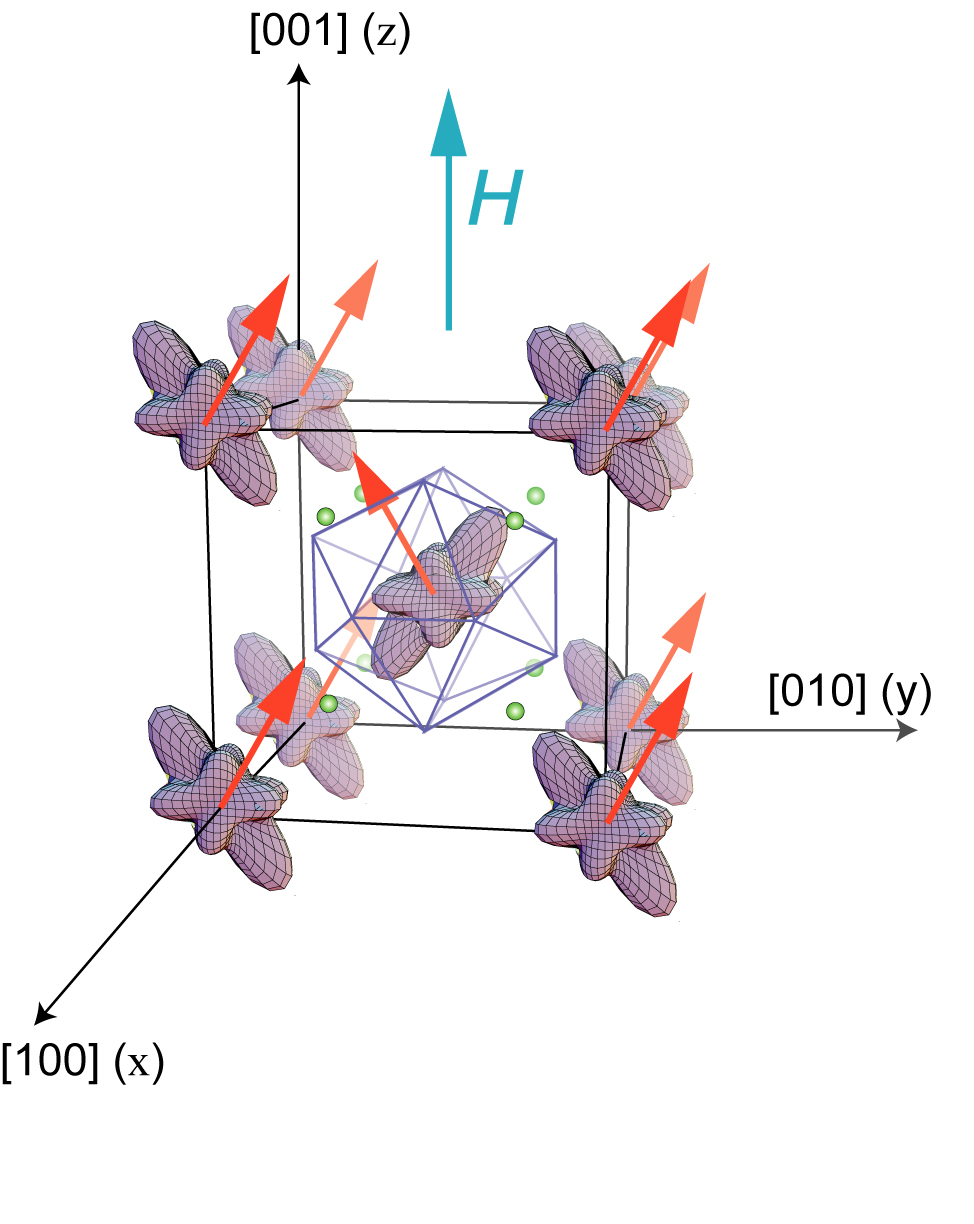 [001] (z)
H
[010] (y)
[100] (x)